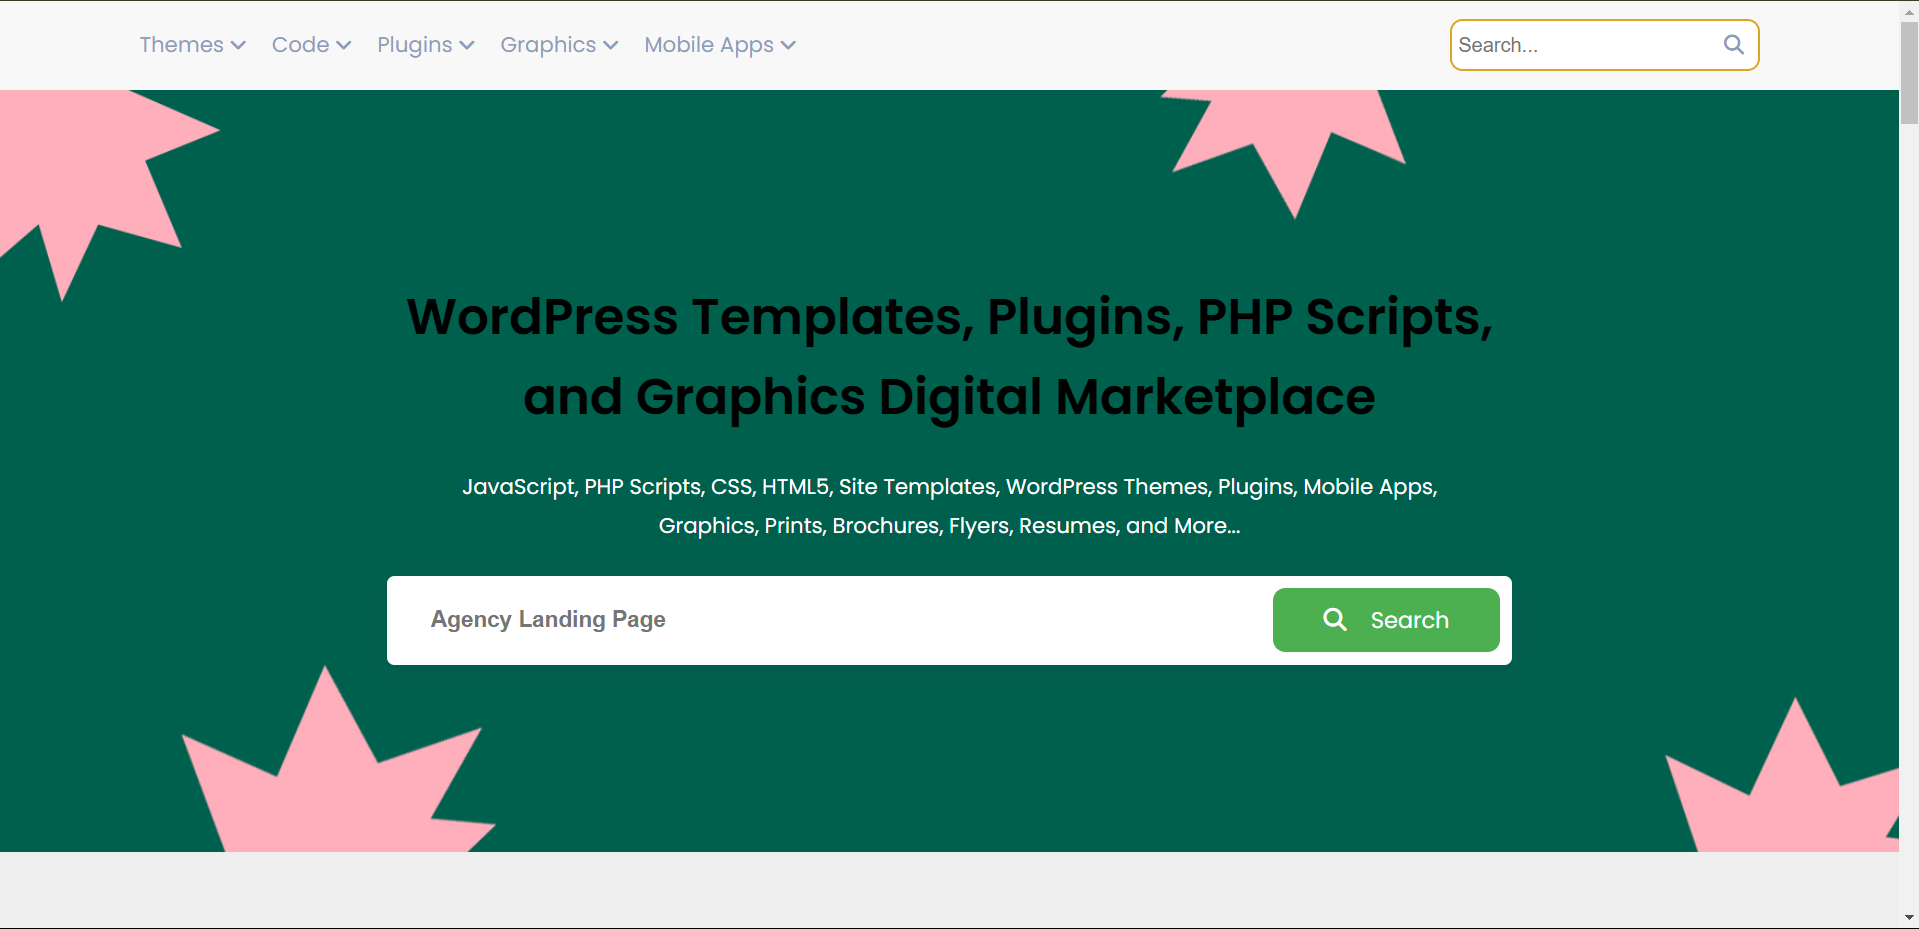 Themes Code Plugins Graphics Mobile Apps Search...
WordPress Templates, Plugins, PHP Scripts,
and Graphics Digital Marketplace
JavaScript, PHP Scripts, CSS, HTML5, Site Templates, WordPress Themes, Plugins, Mobile Apps,
Graphics, Prints, Brochures, Flyers, Resumes, and More...
Agency Landing Page Search